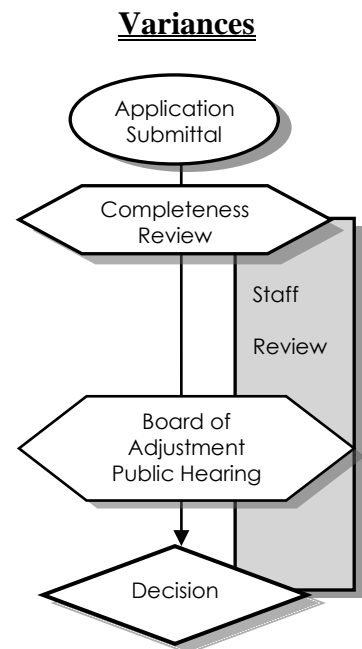 Variances
Application
Submittal
Completeness
Review
Staff
Review
Board of
Adjustment
Public Hearing
Decision